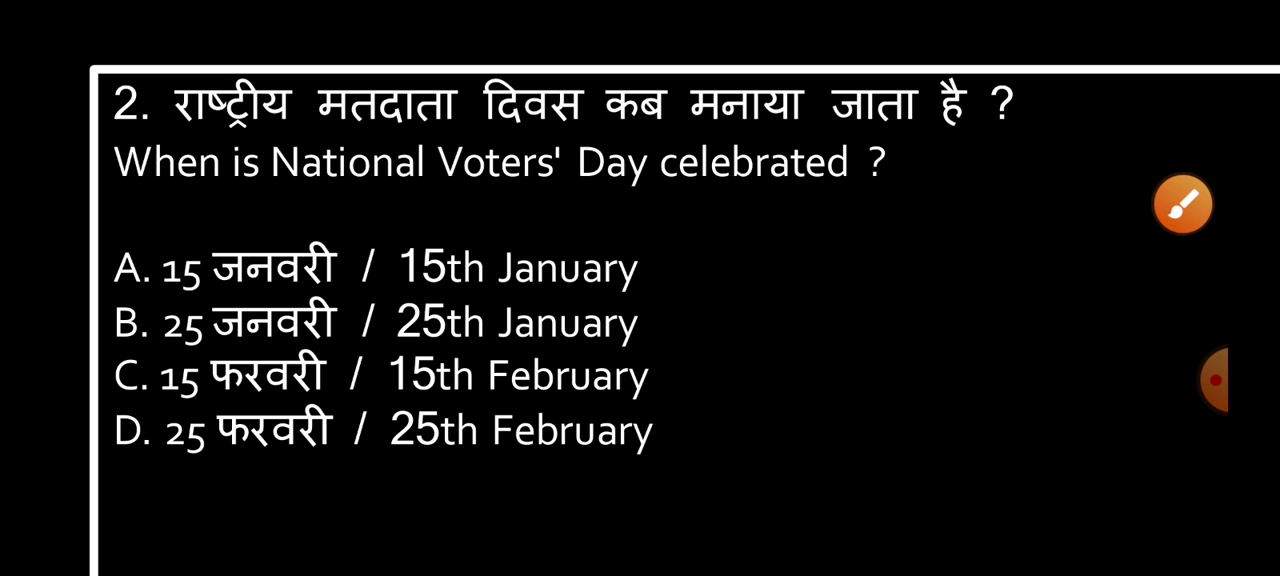 2. राष्ट्रीय मतदाता दिवस कब मनाया जाता है ?
When is National Voters' Day celebrated ?
A. 15 जनवरी / 15th January
B. 25 जनवरी / 25th January
C. 15 फरवरी / 15th February
D. 25 फरवरी / 25th February